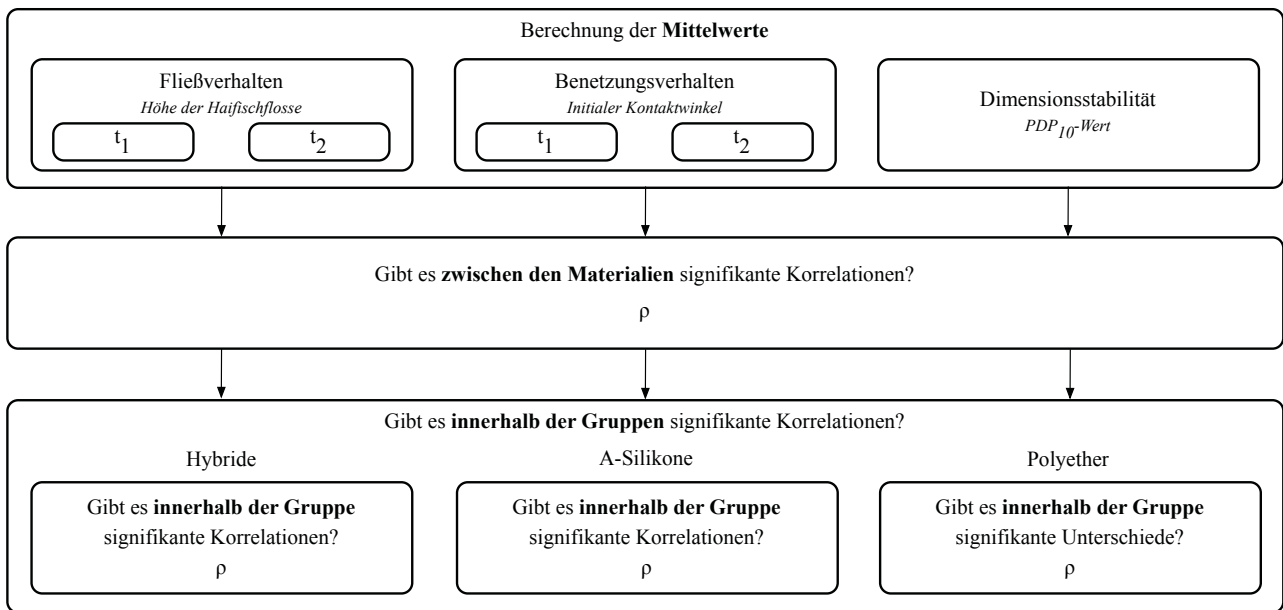 Berechnung der Mittelwerte
Fließverhalten
Höhe der Haifischflosse
t1
t2
Benetzungsverhalten
Initialer Kontaktwinkel
t1
t2
Dimensionsstabilität
PDP10-Wert
Gibt es zwischen den Materialien signifikante Korrelationen?
ρ
Gibt es innerhalb der Gruppen signifikante Korrelationen?
Hybride
Gibt es innerhalb der Gruppe
signifikante Korrelationen?
ρ
A-Silikone
Gibt es innerhalb der Gruppe
signifikante Korrelationen?
ρ
Polyether
Gibt es innerhalb der Gruppe
signifikante Unterschiede?
ρ